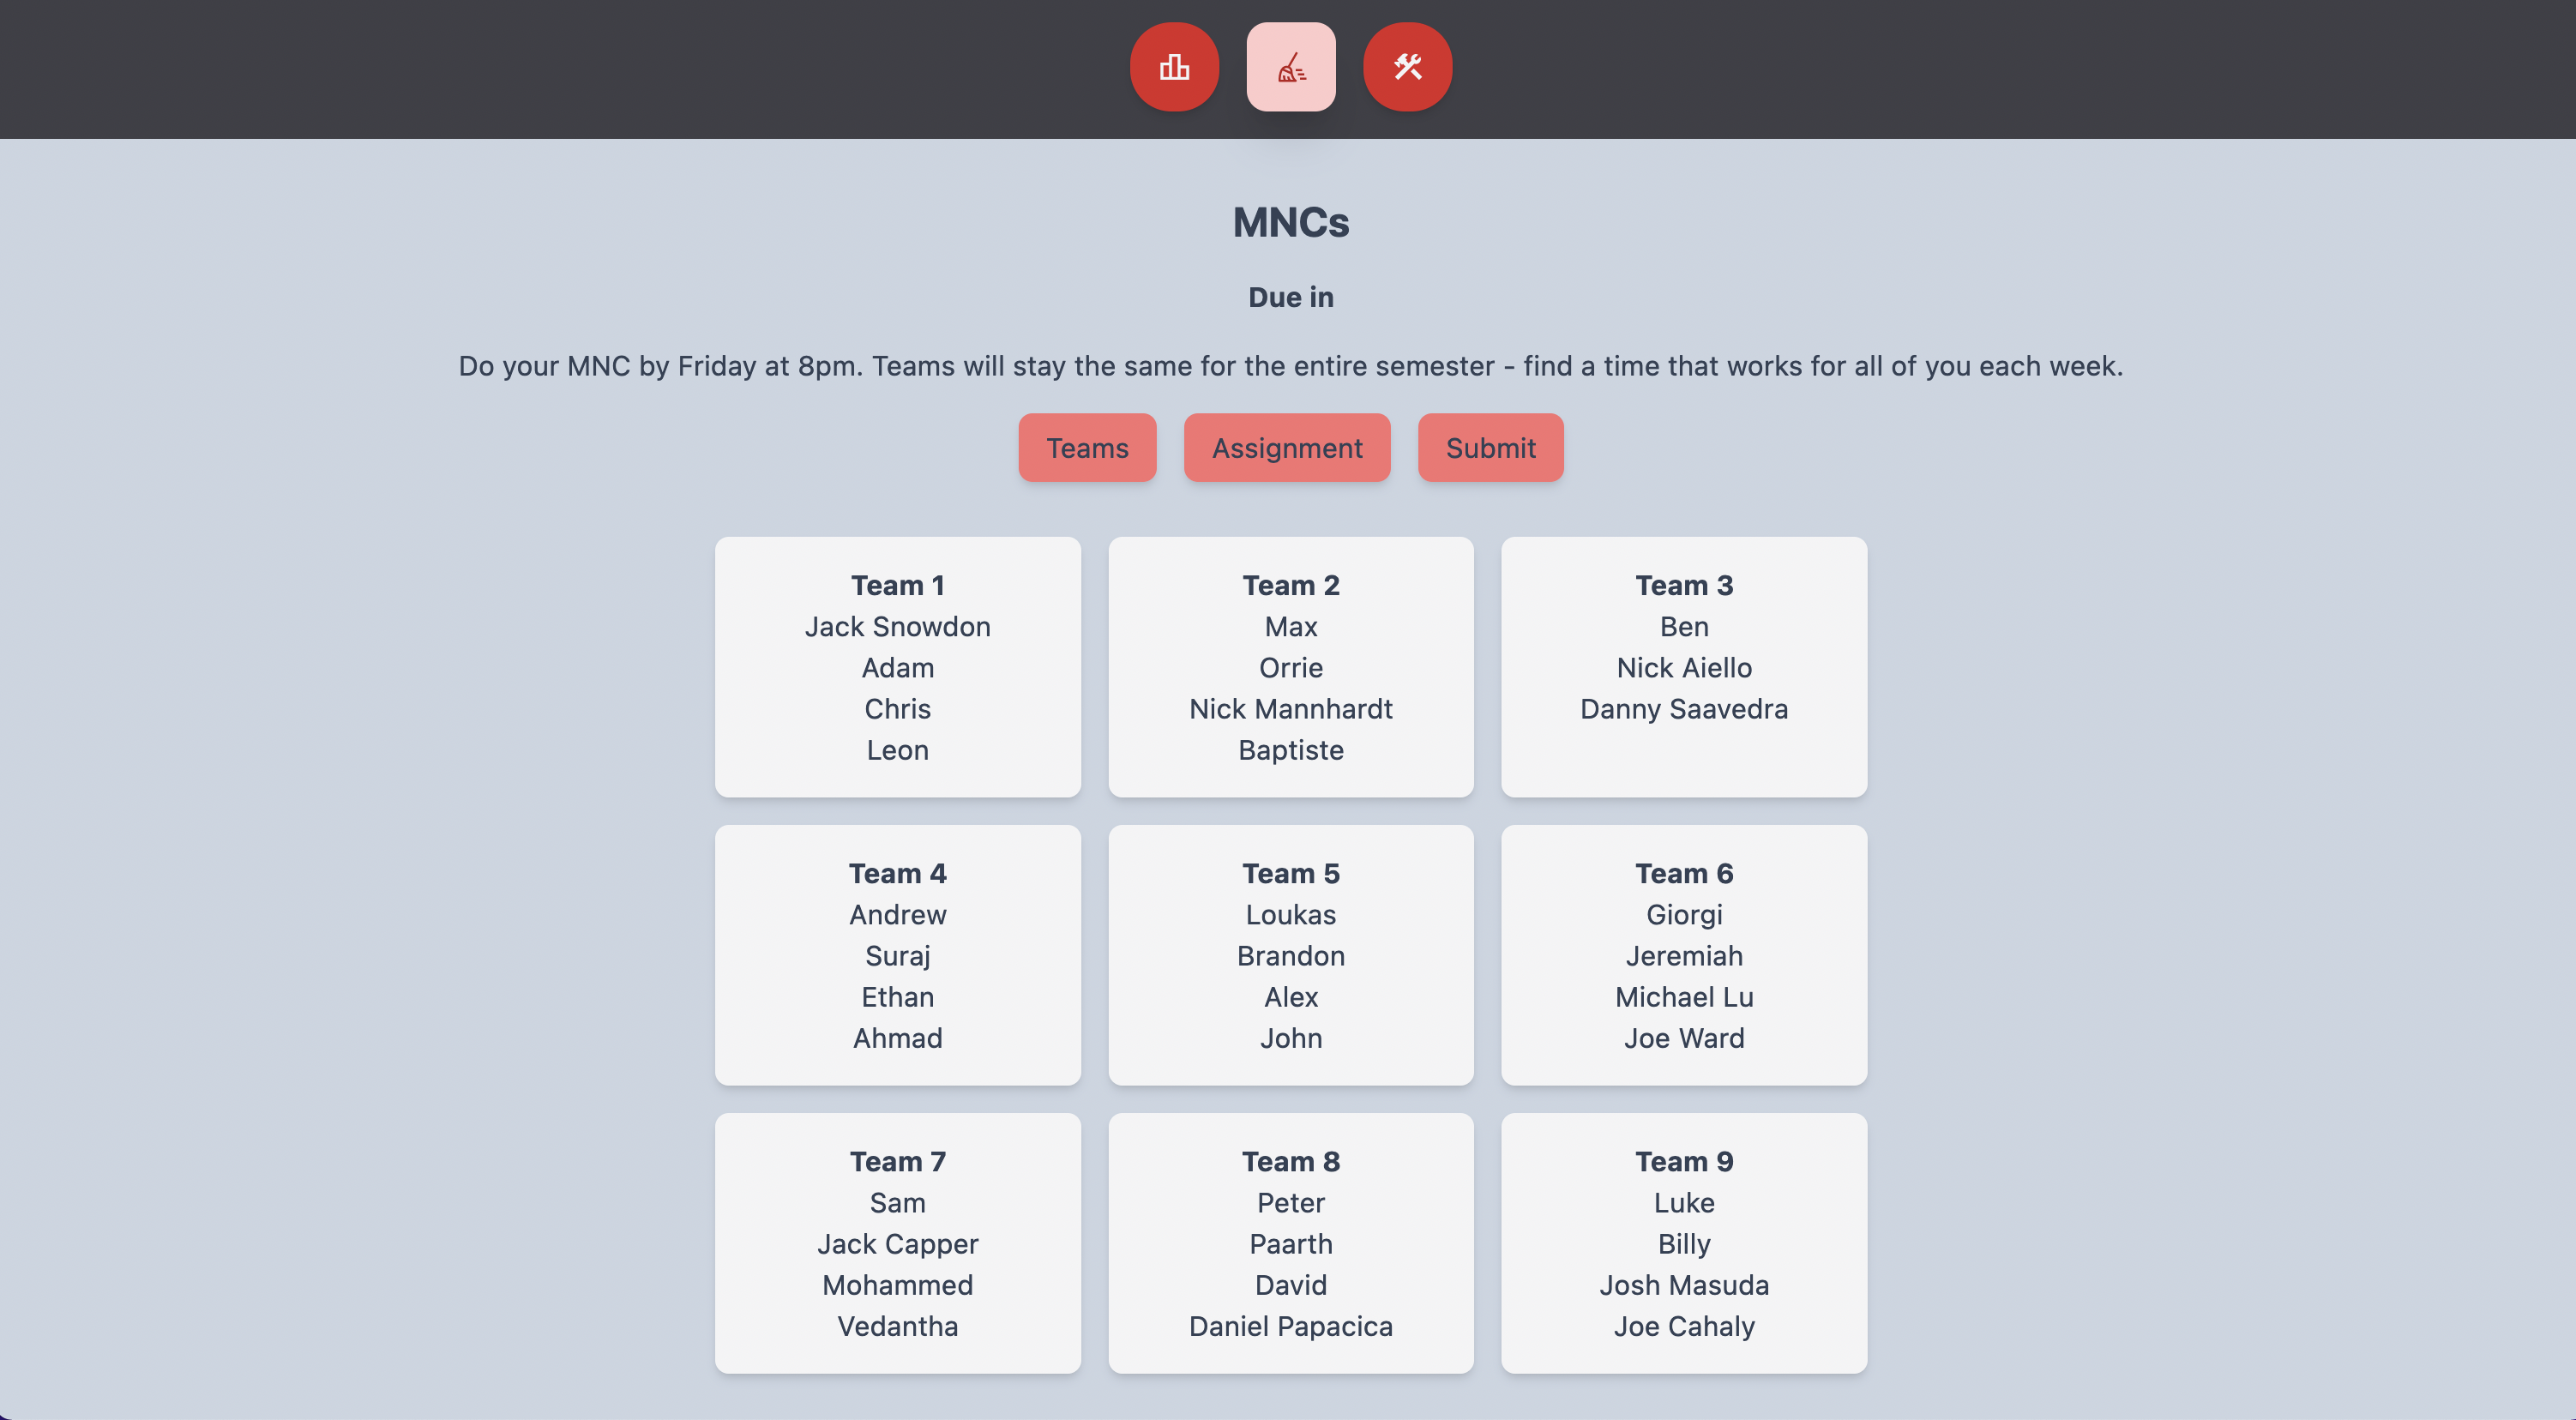 MNCs
Due in
Do your MNC by Friday at 8pm. Teams will stay the same for the entire semester - find a time that works for all of you each week.
Teams
Assignment
Submit
Team 1
Jack Snowdon
Adam
Chris
Leon
Team 2
Max
Orrie
Nick Mannhardt
Baptiste
Team 3
Ben
Nick Aiello
Danny Saavedra
Team 4
Andrew
Suraj
Ethan
Ahmad
Team 5
Loukas
Brandon
Alex
John
Team 6
Giorgi
Jeremiah
Michael Lu
Joe Ward
Team 7
Sam
Jack Capper
Mohammed
Vedantha
Team 8
Peter
Paarth
David
Daniel Papacica
Team 9
Luke
Billy
Josh Masuda
Joe Cahaly